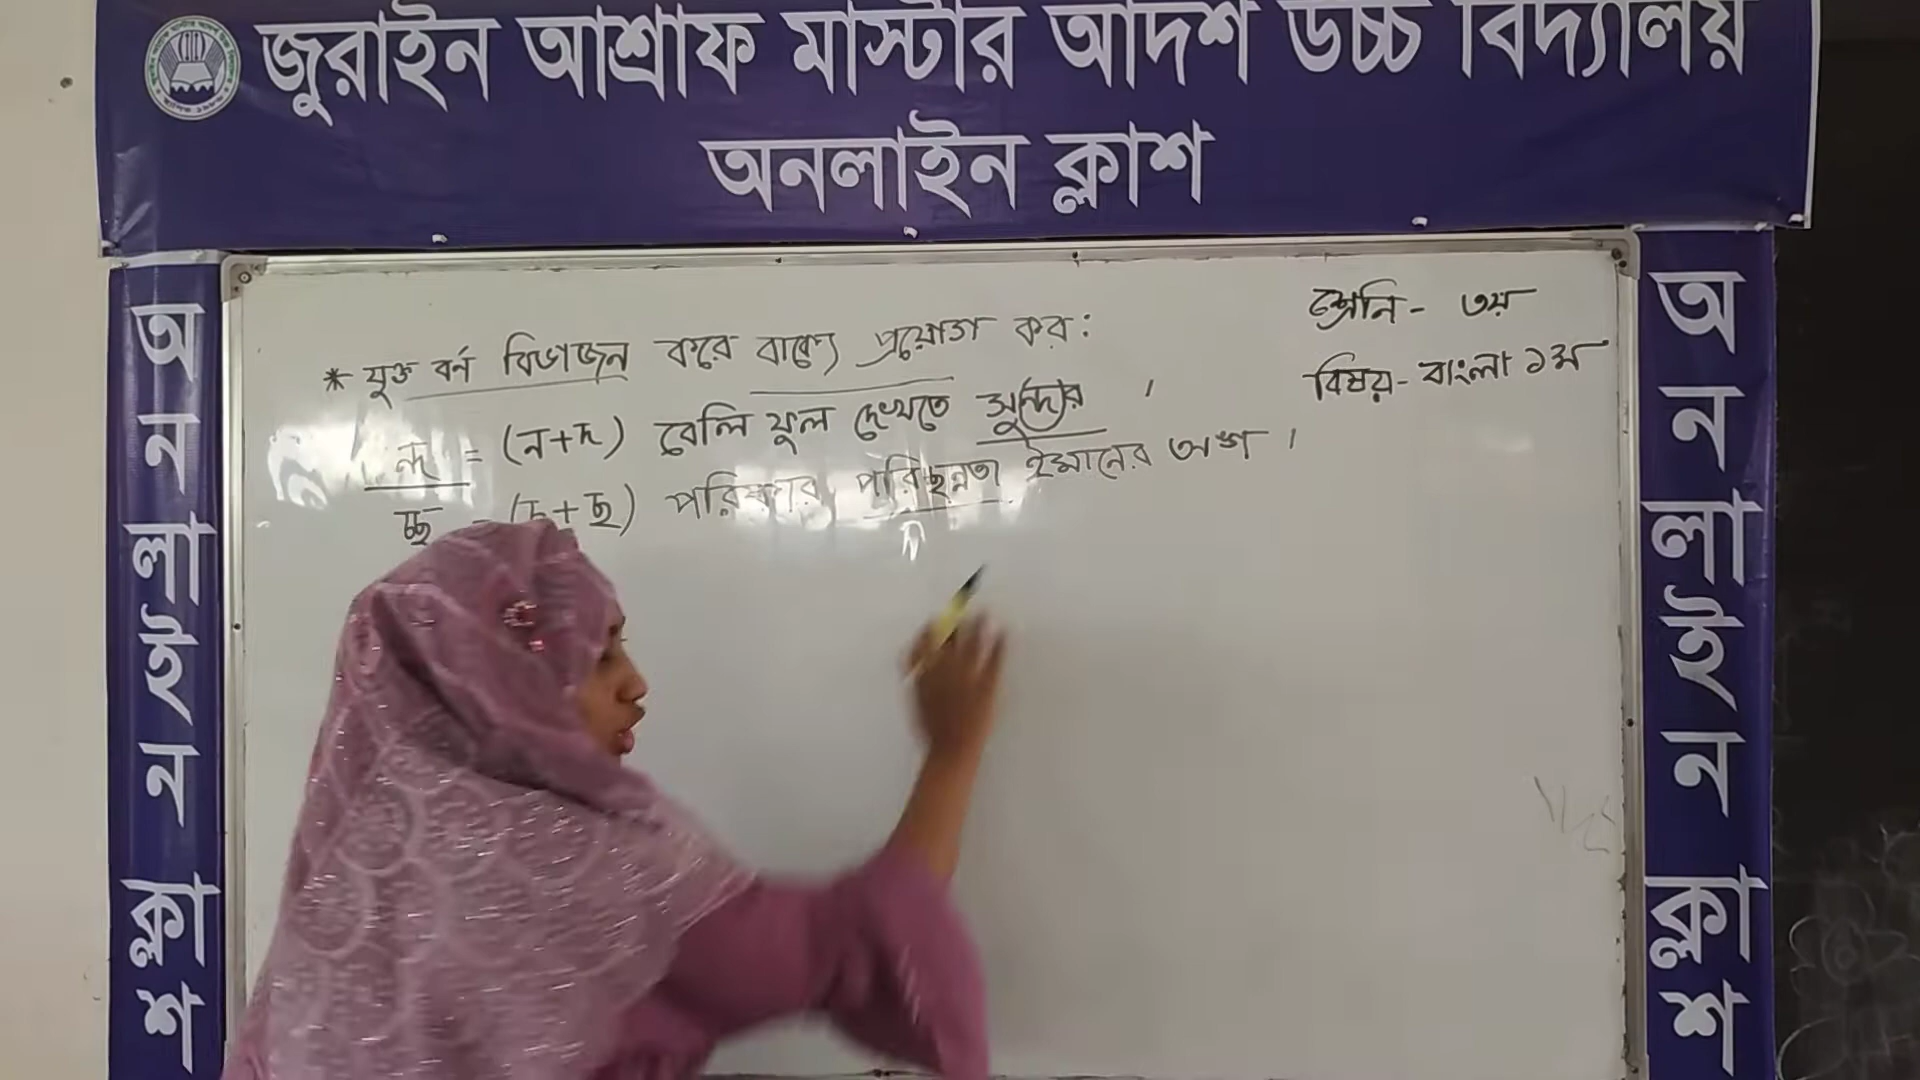 জুরাইন আশ্রাফ মাস্টার আদর্শ উচ্চ বিদ্যালয়
অনলাইন ক্লাশ
শ্রেনি - ৩য়
বিষয় - বাংলা ১ম
* যুক্ত বর্ন বিভাজন করে বাক্যে প্রয়োগ কর :
ন্দ = (ন+দ) বেলি ফুল দেখতে সুন্দর ।
চ্ছ = (চ+ছ) পরিষ্কার পরিচ্ছন্নতা ইমানের অঙ্গ ।
অনলাইন ক্লাশ
অনলাইন ক্লাশ